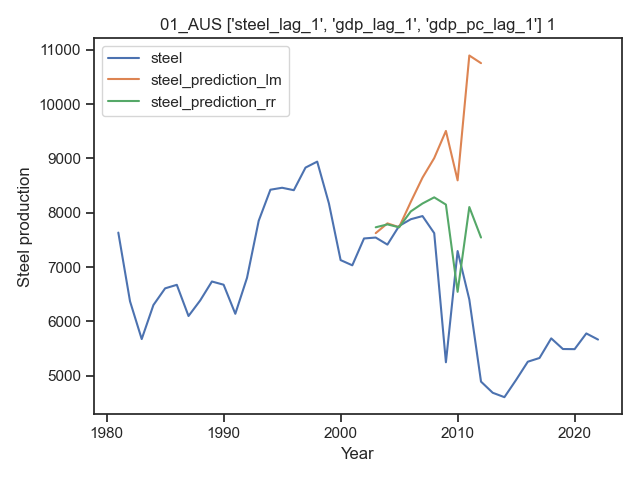 01_AUS ['steel_lag_1', 'gdp_lag_1', 'gdp_pc_lag_1'] 1
steel
steel_prediction_lm
steel_prediction_rr
Steel production
11000
10000
9000
8000
7000
6000
5000
1980
1990
2000
2010
2020
Year